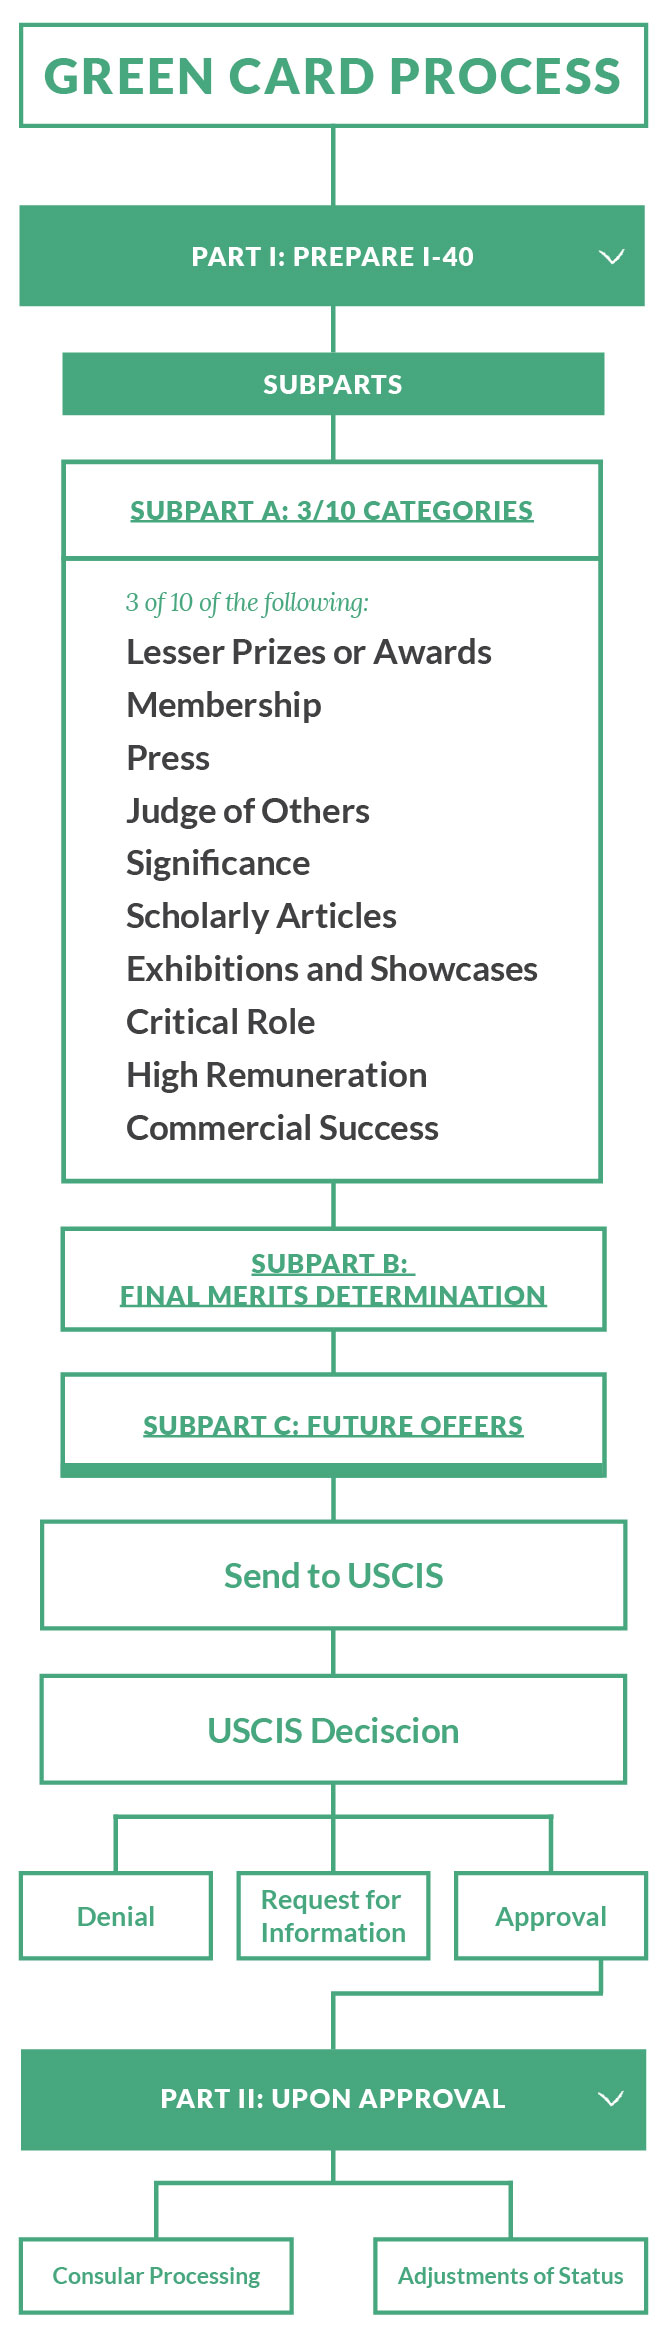 GREEN CARD PROCESS
PART I: PREPARE I-40
SUBPARTS
SUBPART A: 3/10 CATEGORIES
3 of 10 of the following:
Lesser Prizes or Awards
Membership
Press
Judge of Others
Significance
Scholarly Articles
Exhibitions and Showcases
Critical Role
High Remuneration
Commercial Success
SUBPART B:
FINAL MERITS DETERMINATION
SUBPART C: FUTURE OFFERS
Send to USCIS
USCIS Deciscion
Denial
Request for
Information
Approval
PART II: UPON APPROVAL
Consular Processing
Adjustments of Status